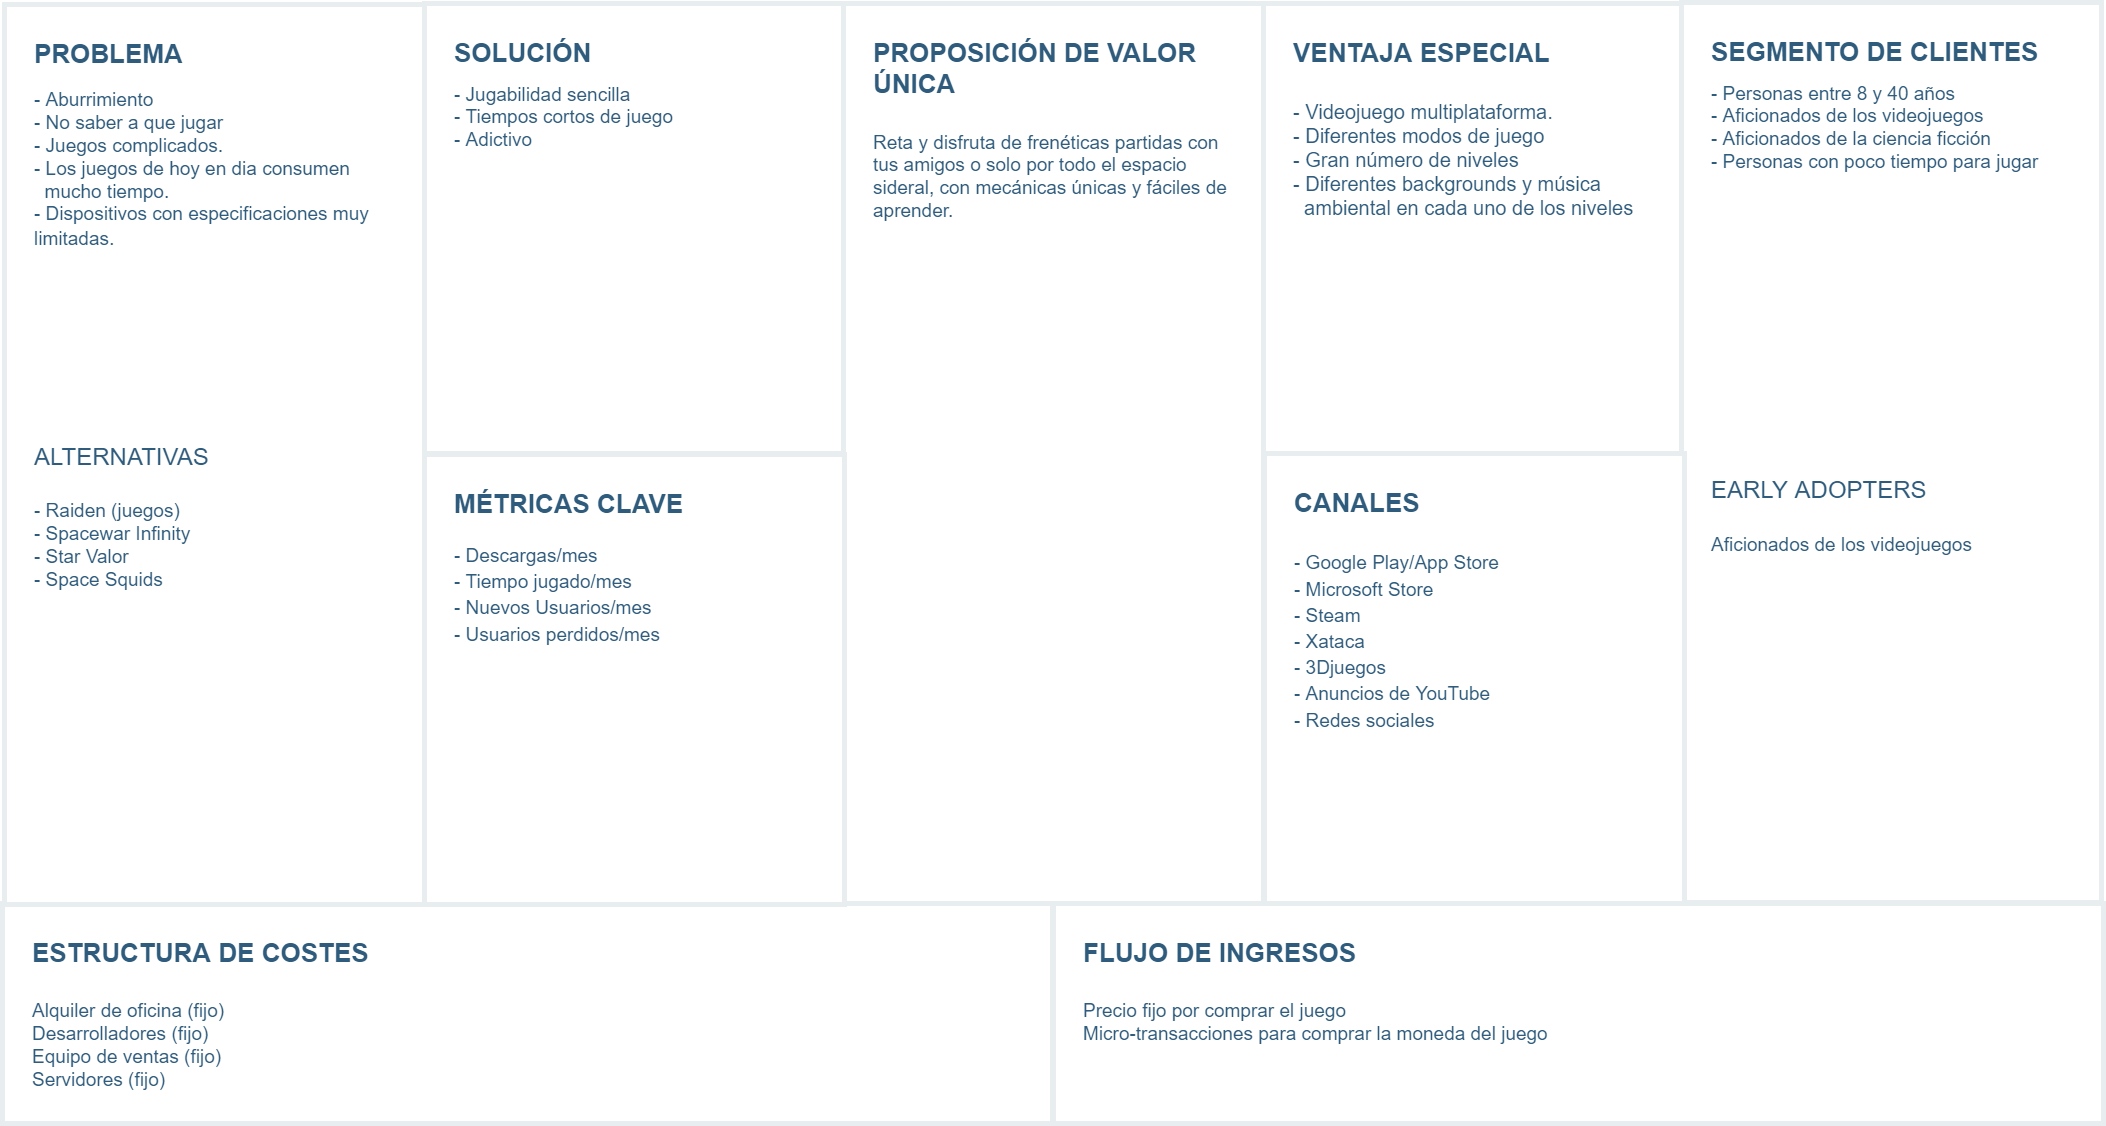 PROBLEMA
- Aburrimiento
- No saber a que jugar
- Juegos complicados.
- Los juegos de hoy en dia consumen
mucho tiempo.
- Dispositivos con especificaciones muy
limitadas.
ALTERNATIVAS
- Raiden (juegos)
- Spacewar Infinity
- Star Valor
- Space Squids
SOLUCIÓN
- Jugabilidad sencilla
- Tiempos cortos de juego
- Adictivo
MÉTRICAS CLAVE
- Descargas/mes
- Tiempo jugado/mes
- Nuevos Usuarios/mes
- Usuarios perdidos/mes
PROPOSICIÓN DE VALOR
ÚNICA
Reta y disfruta de frenéticas partidas con
tus amigos o solo por todo el espacio
sideral, con mecánicas únicas y fáciles de
aprender.
VENTAJA ESPECIAL
- Videojuego multiplataforma.
- Diferentes modos de juego
- Gran número de niveles
- Diferentes backgrounds y música
ambiental en cada uno de los niveles
CANALES
- Google Play/App Store
- Microsoft Store
- Steam
- Xataca
- 3Djuegos
- Anuncios de YouTube
- Redes sociales
SEGMENTO DE CLIENTES
- Personas entre 8 y 40 años
- Aficionados de los videojuegos
- Aficionados de la ciencia ficción
- Personas con poco tiempo para jugar
EARLY ADOPTERS
Aficionados de los videojuegos
ESTRUCTURA DE COSTES
Alquiler de oficina (fijo)
Desarrolladores (fijo)
Equipo de ventas (fijo)
Servidores (fijo)
FLUJO DE INGRESOS
Precio fijo por comprar el juego
Micro-transacciones para comprar la moneda del juego